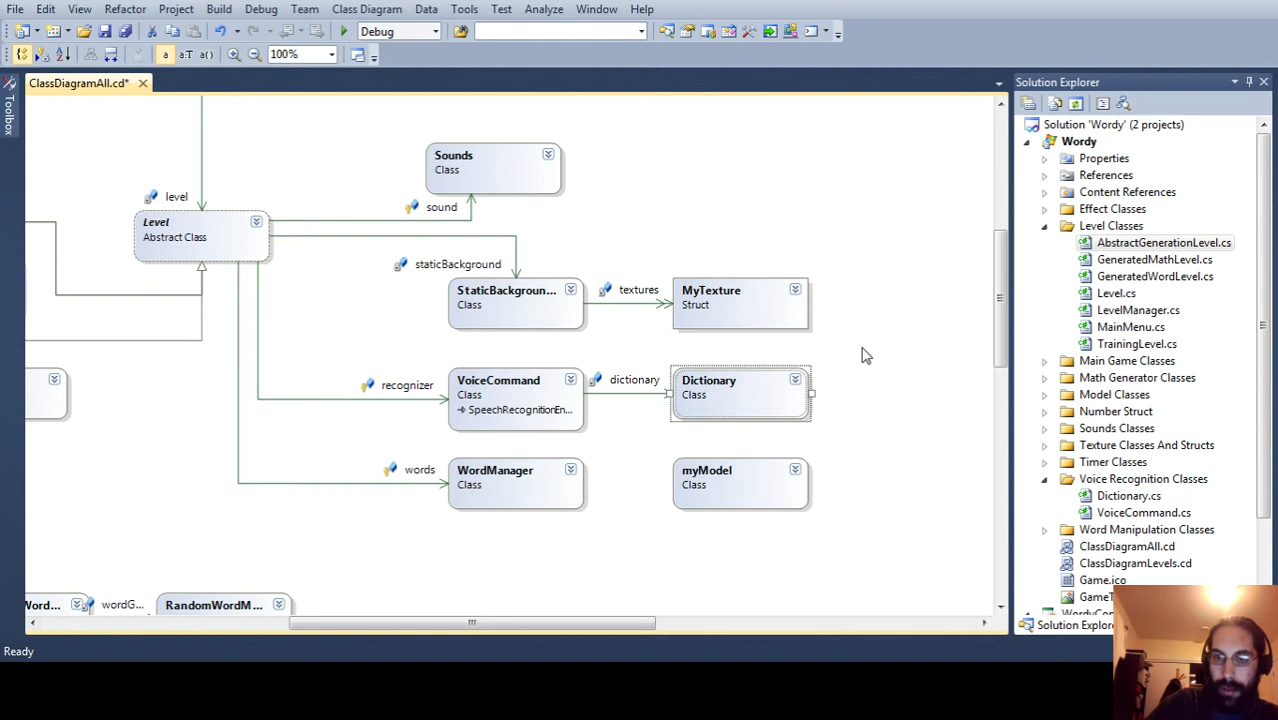 File Edit View Refactor Project Build Debug Team Class Diagram Data Tools Test Analyze Window Help
Debug
100%
ClassDiagramAll.cd*
Toolbox
level
Level
Abstract Class
Sounds
Class
sound
staticBackground
StaticBackgroun...
Class
textures
MyTexture
Struct
recognizer
VoiceCommand
Class
SpeechRecognitionEn...
dictionary
Dictionary
Class
words
WordManager
Class
myModel
Class
Word...
wordG...
RandomWordM...
Ready
Solution Explorer
Solution 'Wordy' (2 projects)
Wordy
Properties
References
Content References
Effect Classes
Level Classes
AbstractGenerationLevel.cs
GeneratedMathLevel.cs
GeneratedWordLevel.cs
Level.cs
LevelManager.cs
MainMenu.cs
TrainingLevel.cs
Main Game Classes
Math Generator Classes
Model Classes
Number Struct
Sounds Classes
Texture Classes And Structs
Timer Classes
Voice Recognition Classes
Dictionary.cs
VoiceCommand.cs
Word Manipulation Classes
ClassDiagramAll.cd
ClassDiagramLevels.cd
Game.ico